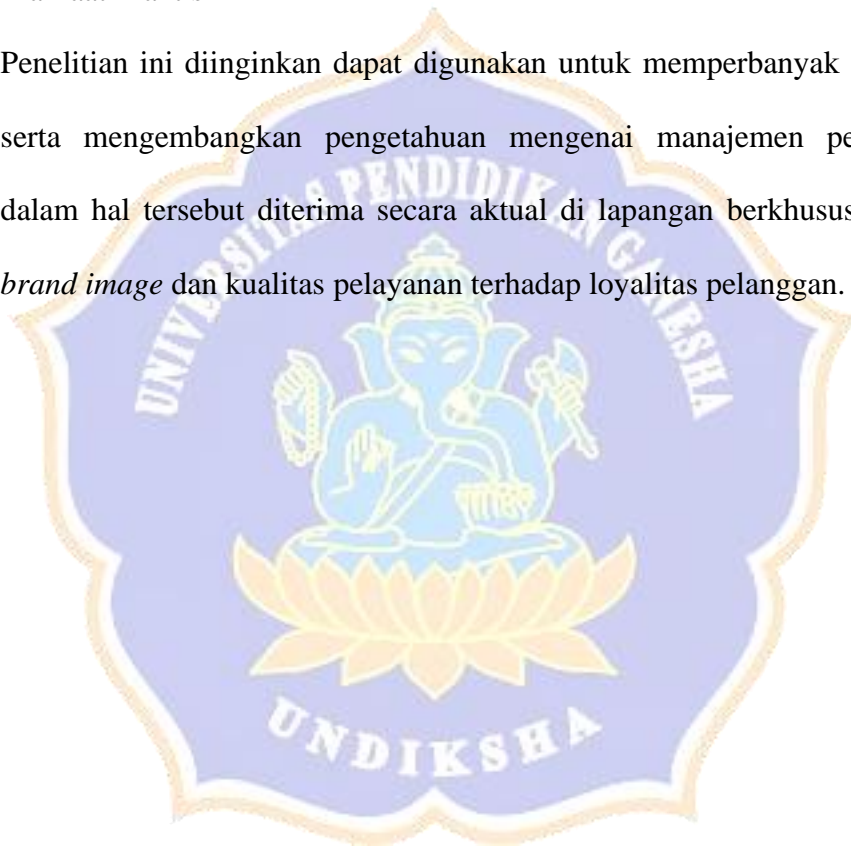 Penelitian ini diinginkan dapat digunakan untuk memperbanyak
serta mengembangkan pengetahuan mengenai manajemen pe
dalam hal tersebut diterima secara aktual di lapangan berkhusus
brand image dan kualitas pelayanan terhadap loyalitas pelanggan.
UNIVERSITAS PENDIDIKAN GANESHA
UNDIKSHA